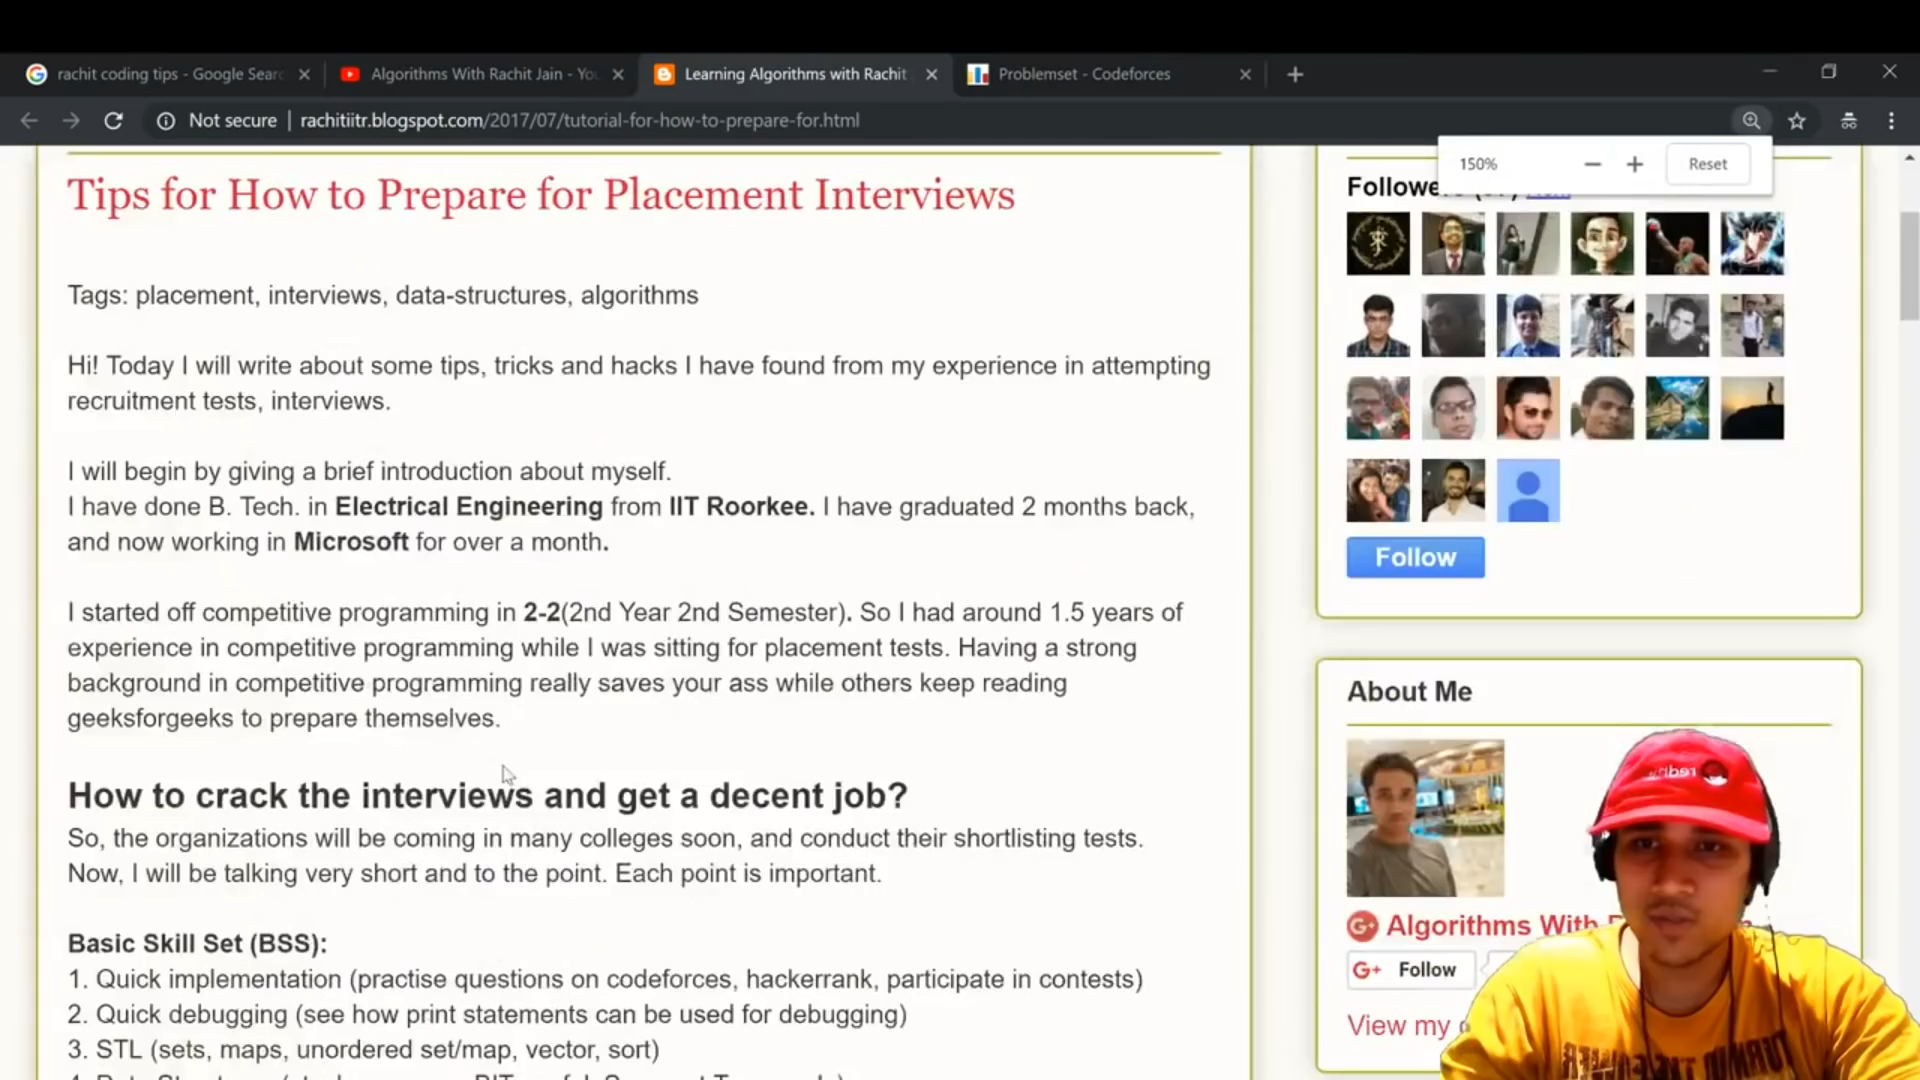 rachit coding tips - Google Searc
Algorithms With Rachit Jain - You
Learning Algorithms with Rachit
Problemset - Codeforces
Not secure | rachitiitr.blogspot.com/2017/07/tutorial-for-how-to-prepare-for.html
150%
Reset
Tips for How to Prepare for Placement Interviews
Tags: placement, interviews, data-structures, algorithms
Hi! Today I will write about some tips, tricks and hacks I have found from my experience in attempting
recruitment tests, interviews.
I will begin by giving a brief introduction about myself.
I have done B. Tech. in Electrical Engineering from IIT Roorkee. I have graduated 2 months back,
and now working in Microsoft for over a month.
I started off competitive programming in 2-2(2nd Year 2nd Semester). So I had around 1.5 years of
experience in competitive programming while I was sitting for placement tests. Having a strong
background in competitive programming really saves your ass while others keep reading
geeksforgeeks to prepare themselves.
How to crack the interviews and get a decent job?
So, the organizations will be coming in many colleges soon, and conduct their shortlisting tests.
Now, I will be talking very short and to the point. Each point is important.
Basic Skill Set (BSS):
1. Quick implementation (practise questions on codeforces, hackerrank, participate in contests)
2. Quick debugging (see how print statements can be used for debugging)
3. STL (sets, maps, unordered set/map, vector, sort)
Followers
Follow
About Me
G+ Algorithms With
G+ Follow
View my